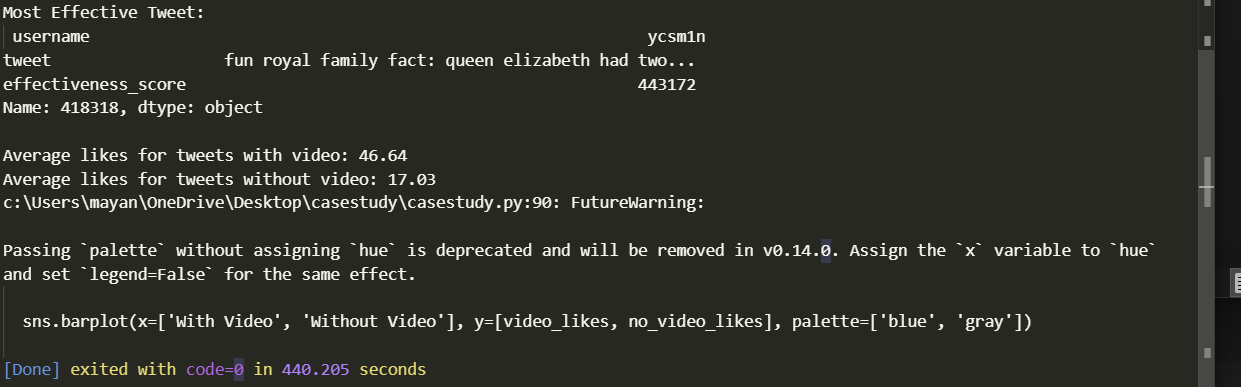 Most Effective Tweet:
username ycsm1n
tweet fun royal family fact: queen elizabeth had two...
effectiveness_score 443172
Name: 418318, dtype: object
Average likes for tweets with video: 46.64
Average likes for tweets without video: 17.03
c:\Users\mayan\OneDrive\Desktop\casestudy\casestudy.py:90: FutureWarning:
Passing `palette` without assigning `hue` is deprecated and will be removed in v0.14.0. Assign the `x` variable to `hue`
and set `legend=False` for the same effect.
sns.barplot(x=['With Video', 'Without Video'], y=[video_likes, no_video_likes], palette=['blue', 'gray'])
[Done] exited with code=0 in 440.205 seconds